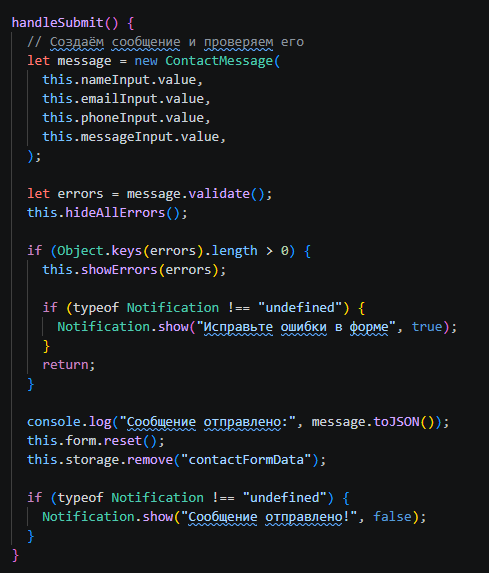 handleSubmit() {
  // Создаём сообщение и проверяем его
  let message = new ContactMessage(
    this.nameInput.value,
    this.emailInput.value,
    this.phoneInput.value,
    this.messageInput.value,
  );

  let errors = message.validate();
  this.hideAllErrors();

  if (Object.keys(errors).length > 0) {
    this.showErrors(errors);

    if (typeof Notification !== "undefined") {
      Notification.show("Исправьте ошибки в форме", true);
    }
    return;
  }

  console.log("Сообщение отправлено:", message.toJSON());
  this.form.reset();
  this.storage.remove("contactFormData");

  if (typeof Notification !== "undefined") {
    Notification.show("Сообщение отправлено!", false);
  }
}